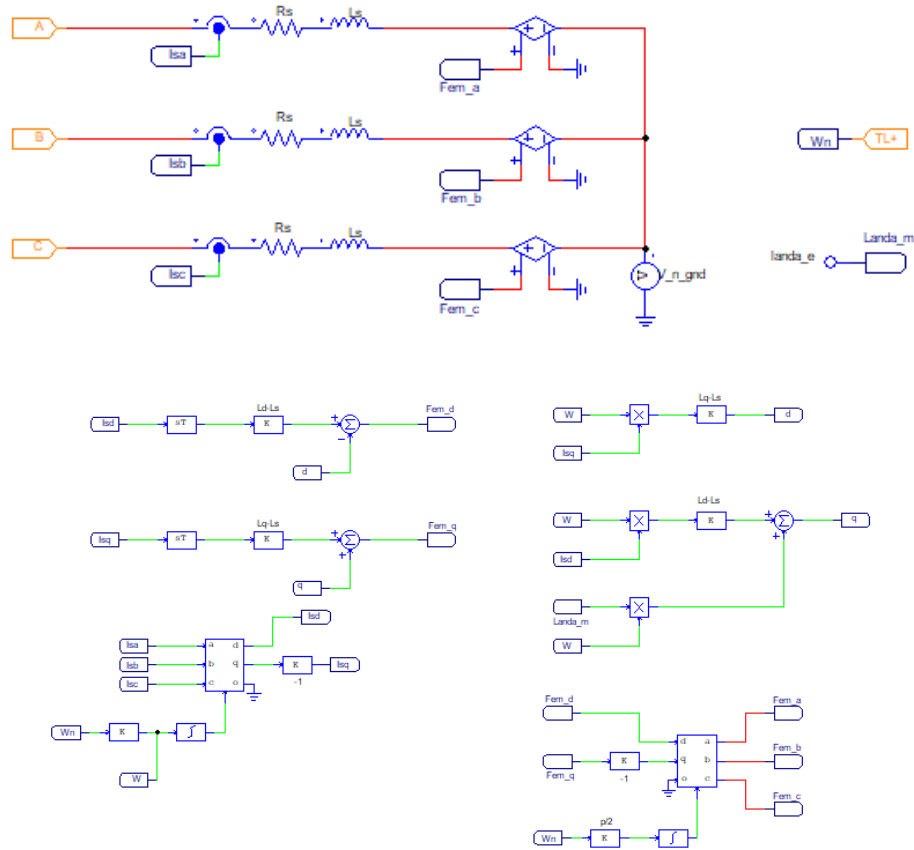 A
Isa
Rs
Ls
Fem_a
B
Isb
Rs
Ls
Fem_b
Wn
TL+
C
Isc
Rs
Ls
Fem_c
V_n_gnd
landa_e
Landa_m
Isd
sT
Ld-Ls
K
Fem_d
d
W
Isq
Lq-Ls
K
d
Isq
sT
Lq-Ls
K
Fem_q
q
W
Isd
Ld-Ls
K
q
Landa_m
W
Isa
Isb
Isc
a
b
c
d
q
o
Isd
K
-1
Isq
Wn
K
W
Fem_d
Fem_q
K
-1
d
q
o
a
b
c
Fem_a
Fem_b
Fem_c
Wn
p/2
K